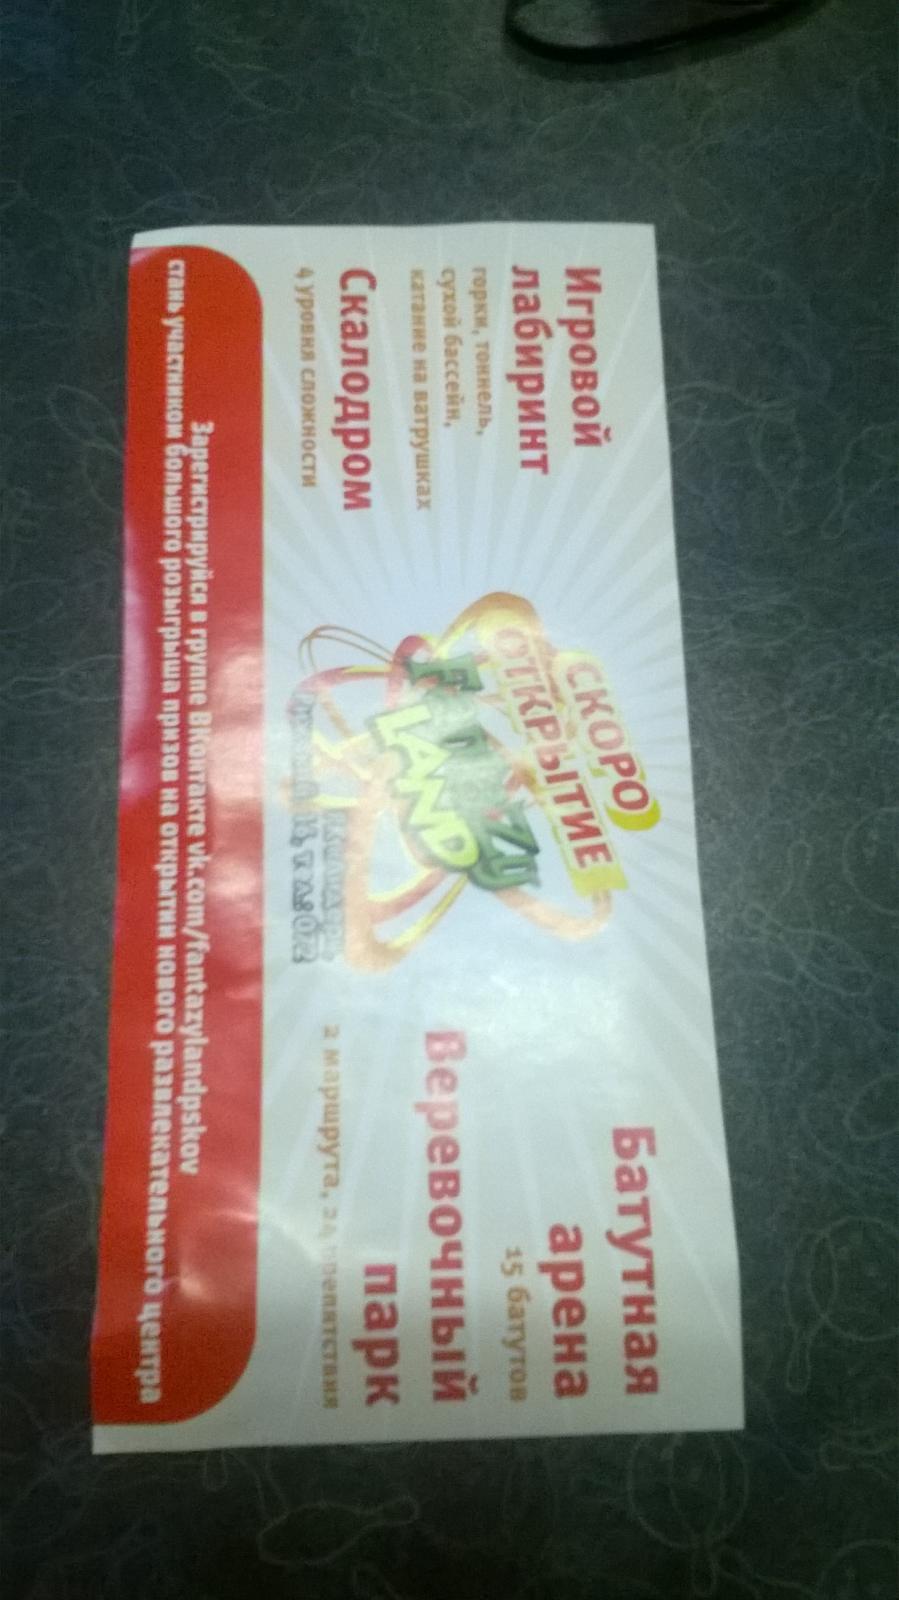 Игровой
лабиринт
горки, тоннель,
сухой бассейн,
катание на ватрушках
Скалодром
4 уровня сложности
СКОРО
ОТКРЫТИЕ
FantaZy
LAND
Батутная
арена
15 батутов
Веревочный
парк
2 маршрута, 24 препятствия
Зарегистрируйся в группе ВКонтакте vk.com/fantazylandpskov
стань участником большого розыгрыша призов на открытии нового развлекательного центра